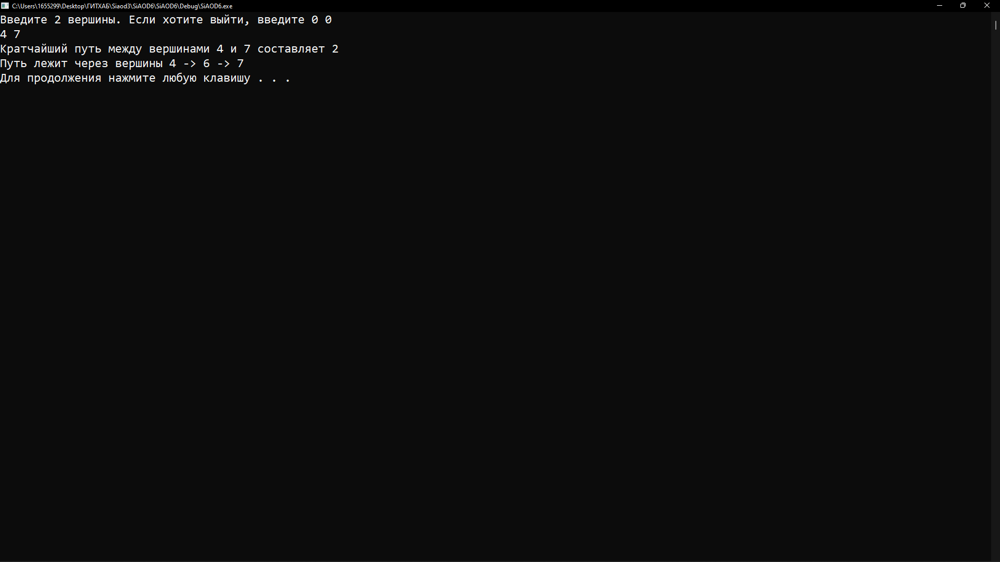 C:\Users\1655299\Desktop\ГИТХАБ\Siaod3\SiAOD6\SiAOD6\Debug\SiAOD6.exe
Введите 2 вершины. Если хотите выйти, введите 0 0
4 7
Кратчайший путь между вершинами 4 и 7 составляет 2
Путь лежит через вершины 4 -> 6 -> 7
Для продолжения нажмите любую клавишу . . .